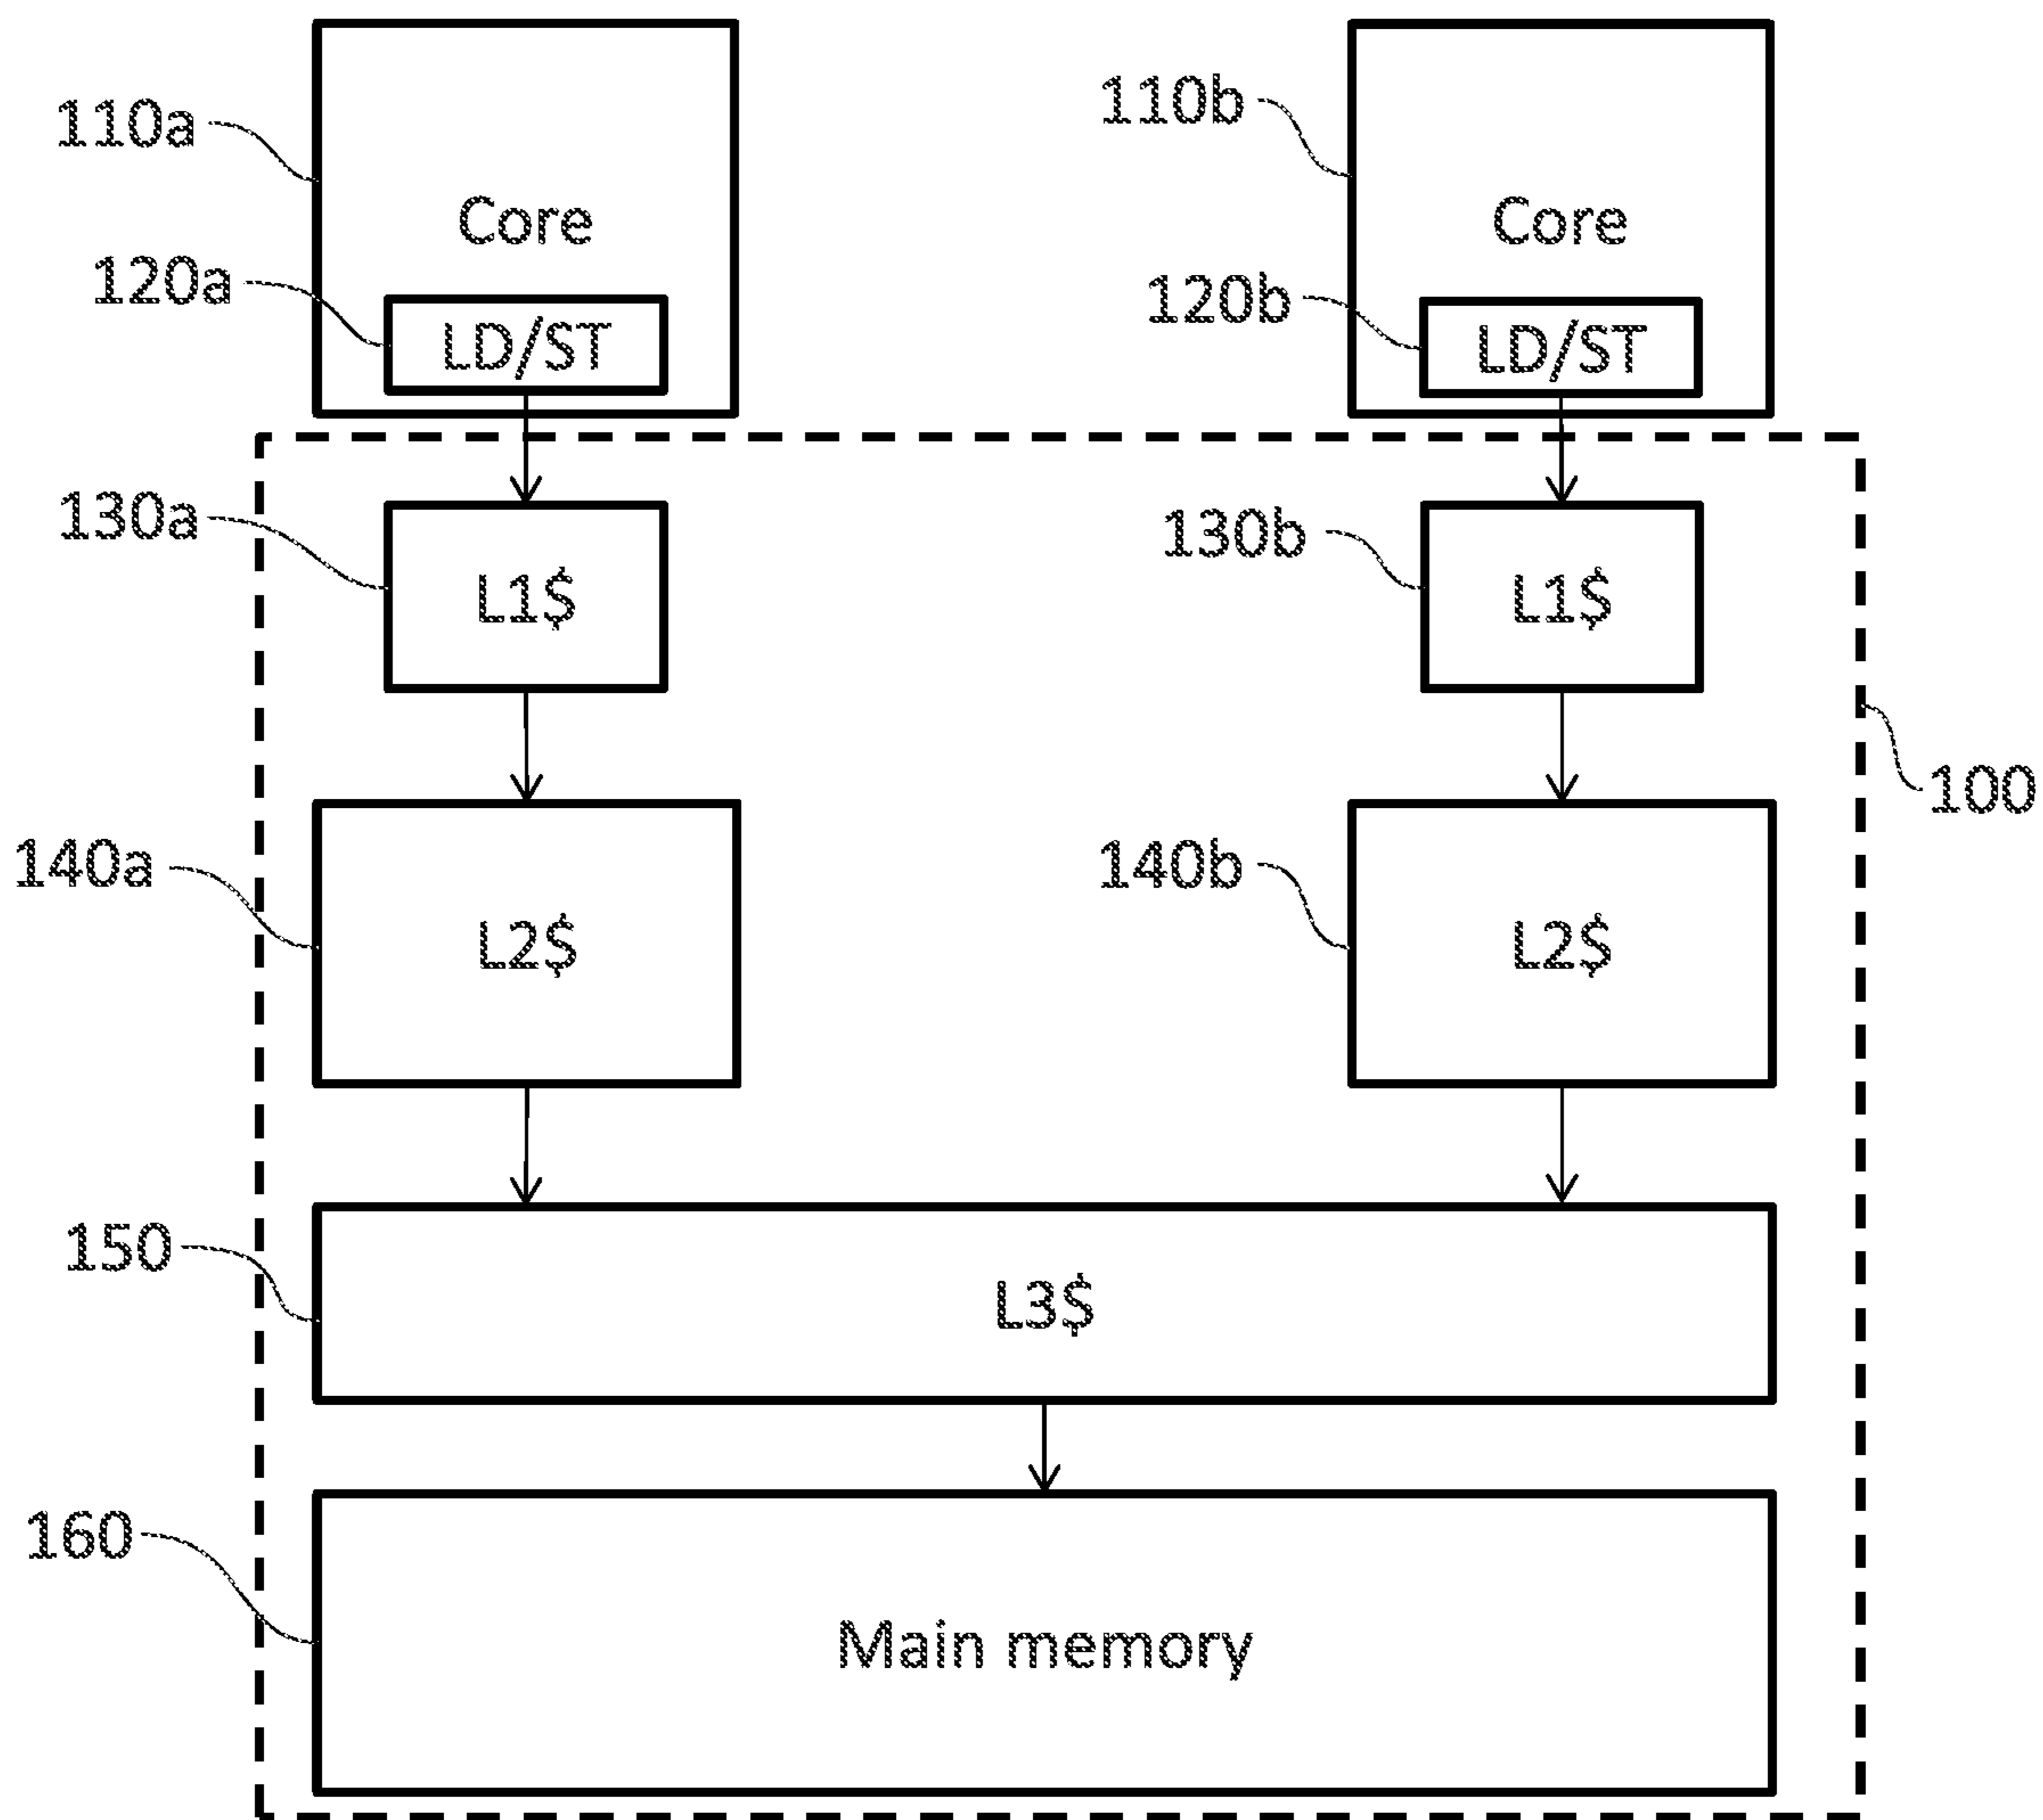 110a
Core
110b
Core
120a
LD/ST
120b
LD/ST
130a
L1$
130b
L1$
100
140a
L2$
140b
L2$
150
L3$
160
Main memory